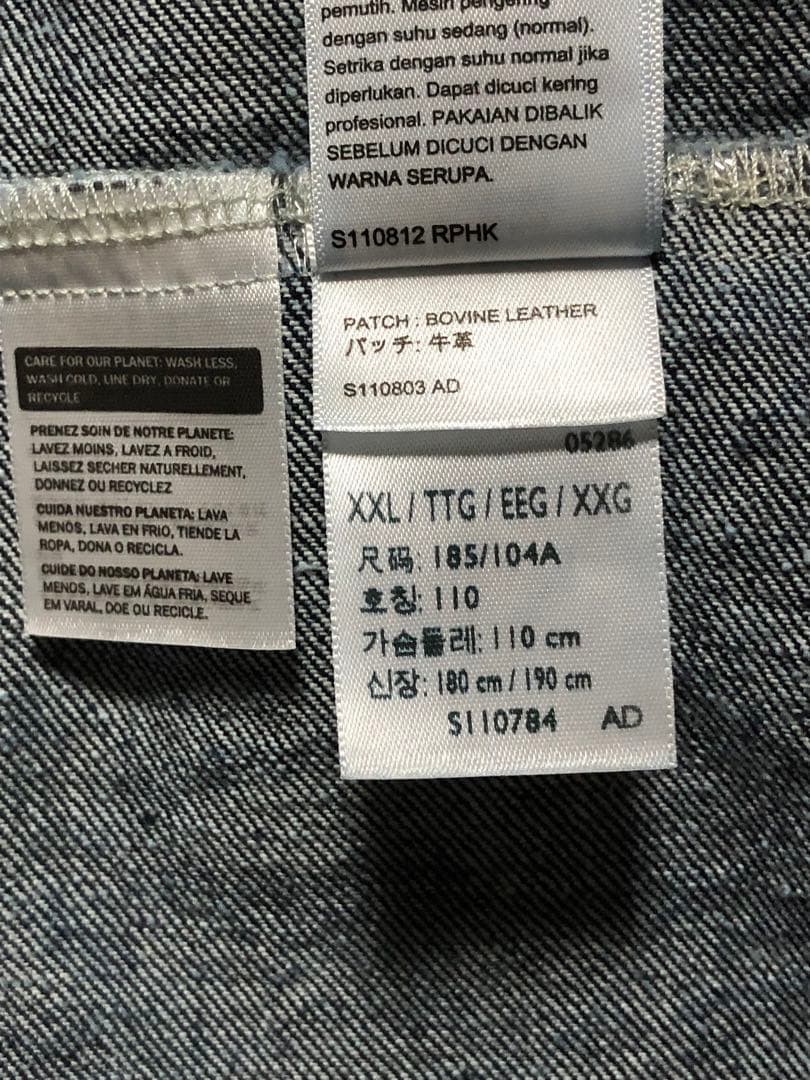 pemutih. Mesin pengering
dengan suhu sedang (normal).
Setrika dengan suhu normal jika
diperlukan. Dapat dicuci kering
profesional. PAKAIAN DIBALIK
SEBELUM DICUCI DENGAN
WARNA SERUPA.
S110812 RPHK
PATCH : BOVINE LEATHER
パッチ : 牛革
S110803 AD
05286
XXL / TTG / EEG / XXG
尺码: 185/104A
호칭: 110
가슴둘레: 110 cm
신장: 180 cm / 190 cm
S110784 AD
CARE FOR OUR PLANET: WASH LESS,
WASH COLD, LINE DRY, DONATE OR
RECYCLE
PRENEZ SOIN DE NOTRE PLANETE:
LAVEZ MOINS, LAVEZ A FROID,
LAISSEZ SECHER NATURELLEMENT,
DONNEZ OU RECYCLEZ
CUIDA NUESTRO PLANETA: LAVA
MENOS, LAVA EN FRIO, TIENDE LA
ROPA, DONA O RECICLA.
CUIDE DO NOSSO PLANETA: LAVE
MENOS, LAVE EM ÁGUA FRIA, SEQUE
EM VARAL, DOE OU RECICLE.